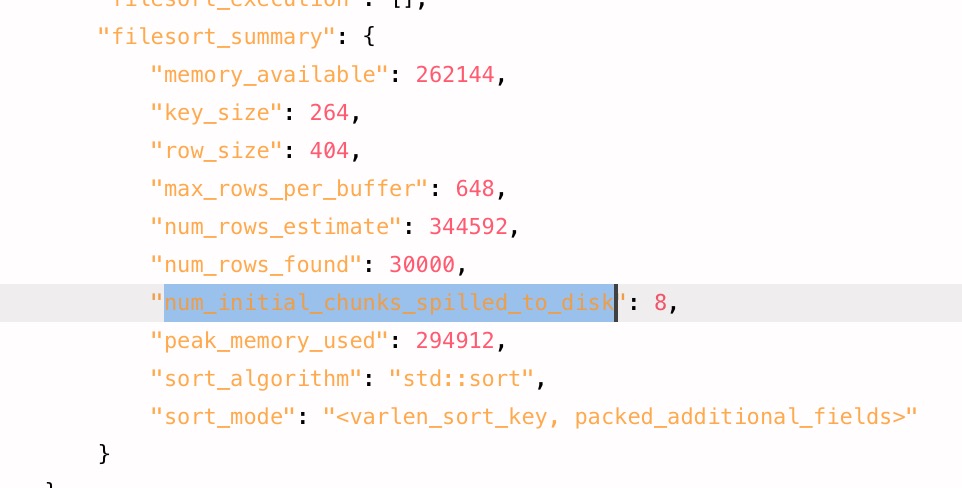 "filesort_execution": [],
"filesort_summary": {
"memory_available": 262144,
"key_size": 264,
"row_size": 404,
"max_rows_per_buffer": 648,
"num_rows_estimate": 344592,
"num_rows_found": 30000,
"num_initial_chunks_spilled_to_disk": 8,
"peak_memory_used": 294912,
"sort_algorithm": "std::sort",
"sort_mode": "<varlen_sort_key, packed_additional_fields>"
}
}